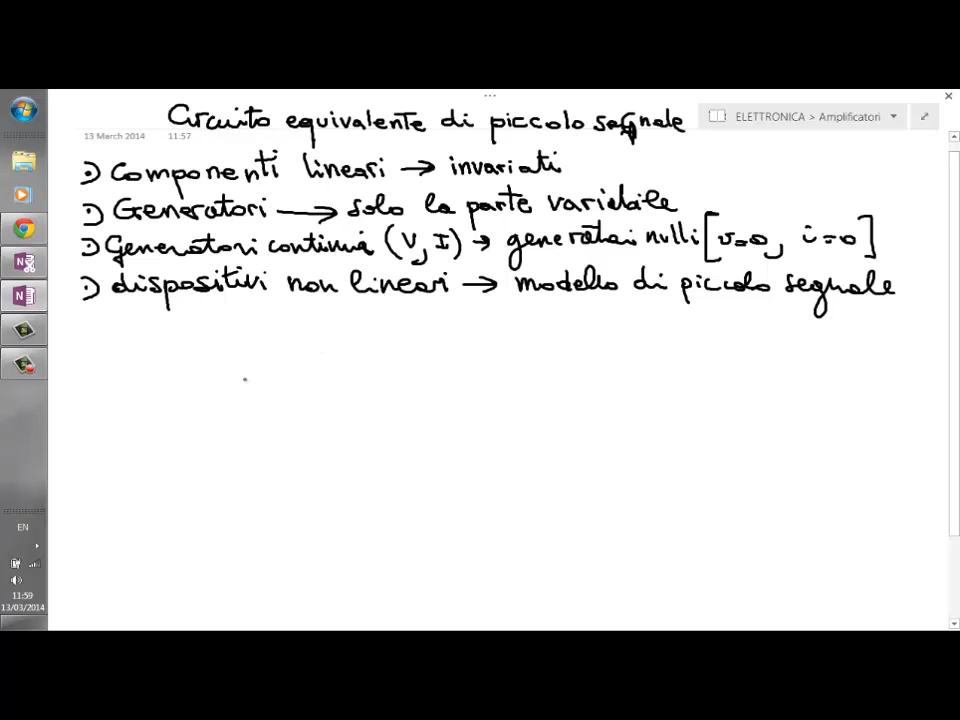 Circuito equivalente di piccolo segnale
ELETTRONICA > Amplificatori
13 March 2014 11:57
Componenti lineari → invariati
Generatori → solo la parte variabile
Generatori continui (V, I) → generatori nulli [v=0, i=0]
dispositivi non lineari → modello di piccolo segnale
EN
11:59
13/03/2014